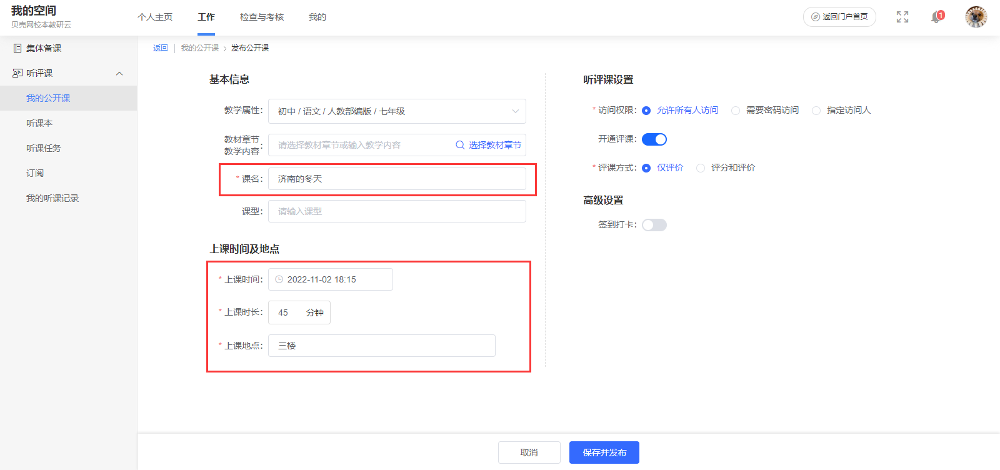 我的空间
贝壳网校本教研云
个人主页 工作 检查与考核 我的
返回门户首页 1
集体备课
听评课
我的公开课
听课本
听课任务
订阅
我的听课记录
返回 我的公开课 > 发布公开课
基本信息
教学属性： 初中 / 语文 / 人教部编版 / 七年级
教材章节
教学内容： 请选择教材章节或输入教学内容 选择教材章节
* 课名： 济南的冬天
课型： 请输入课型
上课时间及地点
* 上课时间： 2022-11-02 18:15
* 上课时长： 45 分钟
* 上课地点： 三楼
听评课设置
* 访问权限： 允许所有人访问 需要密码访问 指定访问人
开通评课：
* 评课方式： 仅评价 评分和评价
高级设置
签到打卡：
取消 保存并发布